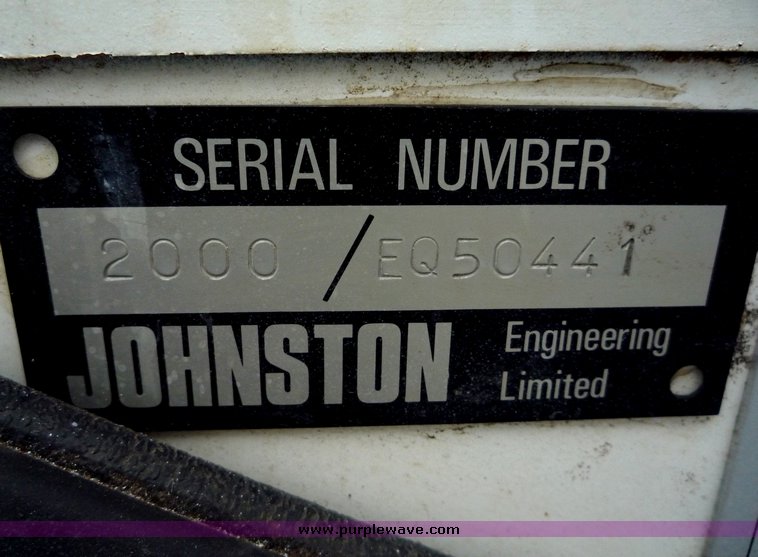 SERIAL NUMBER
2000 / EQ50441
JOHNSTON Engineering Limited
www.purplewave.com